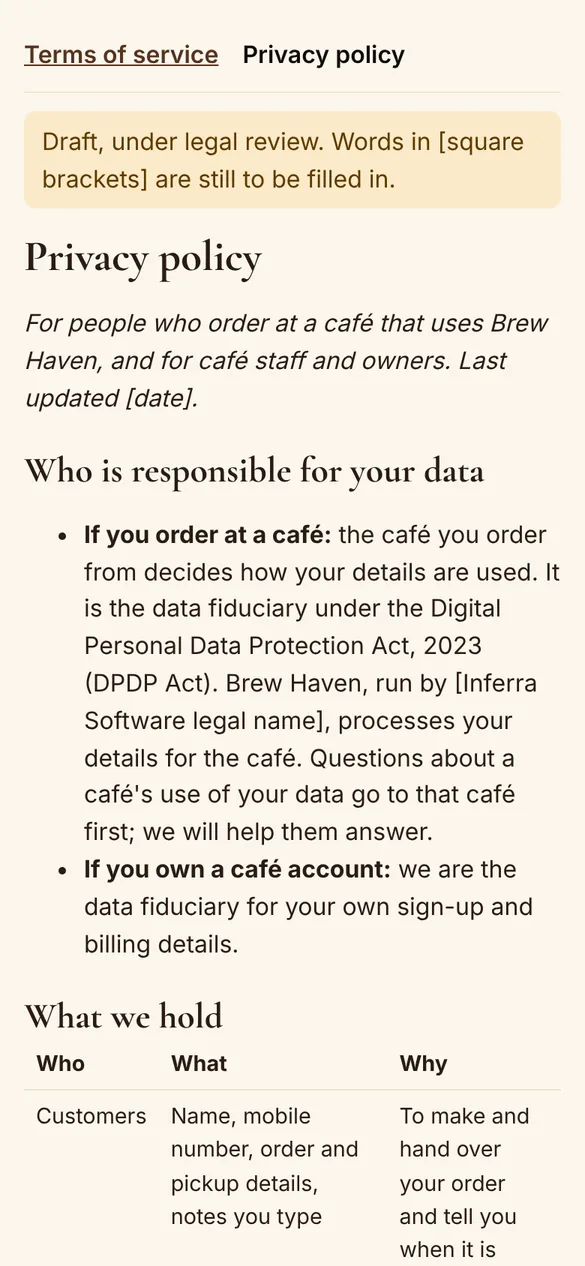 Terms of service Privacy policy
Draft, under legal review. Words in [square
brackets] are still to be filled in.
Privacy policy
For people who order at a café that uses Brew
Haven, and for café staff and owners. Last
updated [date].
Who is responsible for your data
• If you order at a café: the café you order
from decides how your details are used. It
is the data fiduciary under the Digital
Personal Data Protection Act, 2023
(DPDP Act). Brew Haven, run by [Inferra
Software legal name], processes your
details for the café. Questions about a
café's use of your data go to that café
first; we will help them answer.
• If you own a café account: we are the
data fiduciary for your own sign-up and
billing details.
What we hold
Who What Why
Customers Name, mobile To make and
number, order and hand over
pickup details, your order
notes you type and tell you
when it is